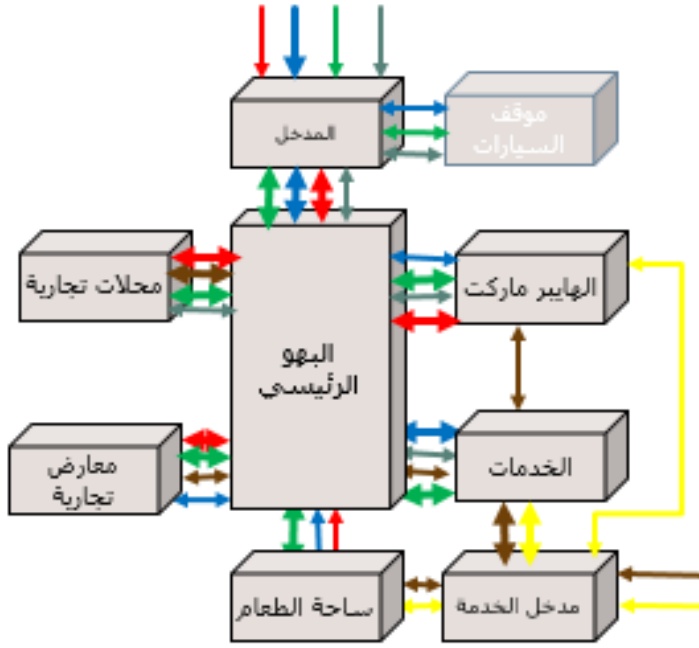 موقف
السيارات
المدخل
محلات تجارية
الهايبر ماركت
البهو
الرئيسي
معارض
تجارية
الخدمات
ساحة الطعام
مدخل الخدمة